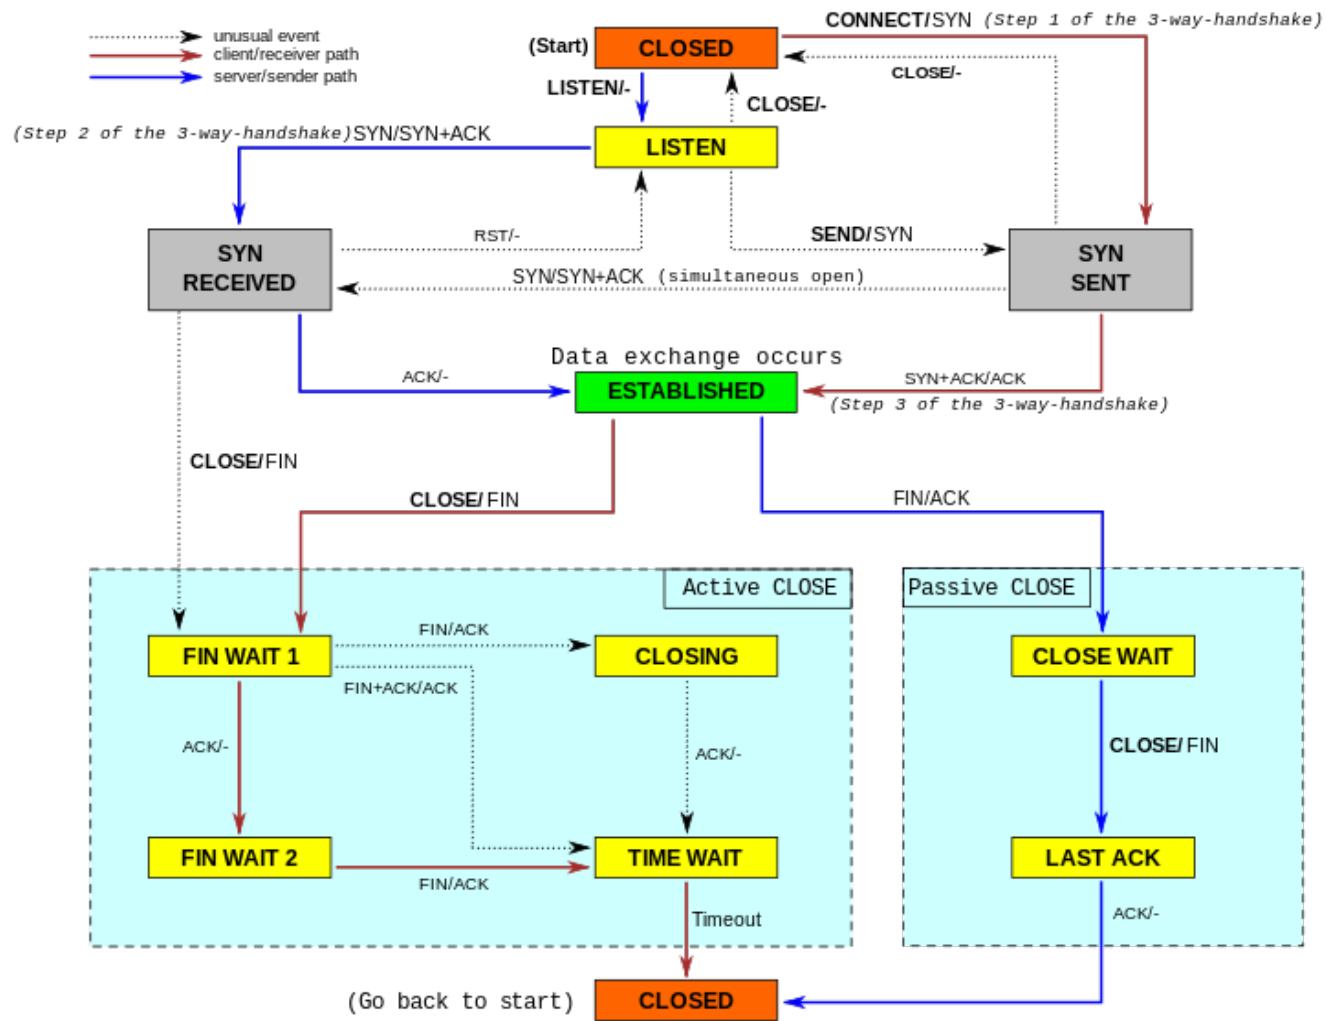 CONNECT/SYN (Step 1 of the 3-way-handshake)
unusual event
client/receiver path
server/sender path
(Start)
CLOSED
CLOSE/-
LISTEN/-
CLOSE/-
(Step 2 of the 3-way-handshake)SYN/SYN+ACK
LISTEN
RST/-
SEND/SYN
SYN
RECEIVED
SYN
SENT
SYN/SYN+ACK (simultaneous open)
Data exchange occurs
ACK/-
ESTABLISHED
SYN+ACK/ACK
(Step 3 of the 3-way-handshake)
CLOSE/FIN
CLOSE/FIN
FIN/ACK
Active CLOSE
Passive CLOSE
FIN WAIT 1
FIN/ACK
CLOSING
CLOSE WAIT
FIN+ACK/ACK
ACK/-
ACK/-
CLOSE/FIN
FIN WAIT 2
FIN/ACK
TIME WAIT
LAST ACK
Timeout
ACK/-
(Go back to start)
CLOSED